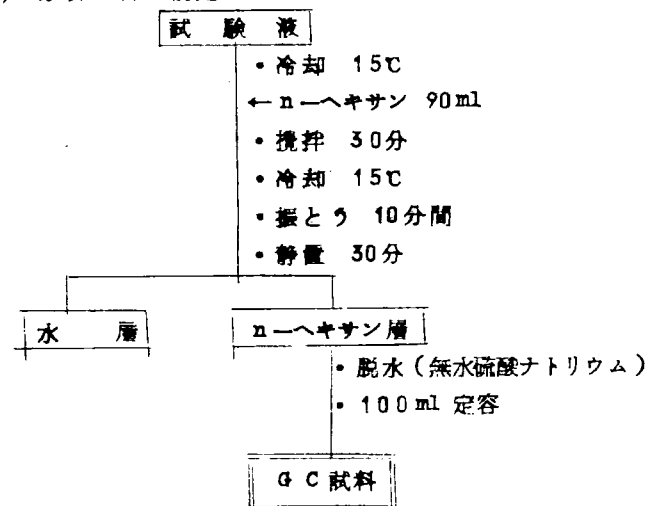 試験液
・冷却 15℃
← n―ヘキサン 90ml
・攪拌 30分
・冷却 15℃
・振とう 10分間
・静置 30分
水層
n―ヘキサン層
・脱水(無水硫酸ナトリウム)
・100ml 定容
GC試料